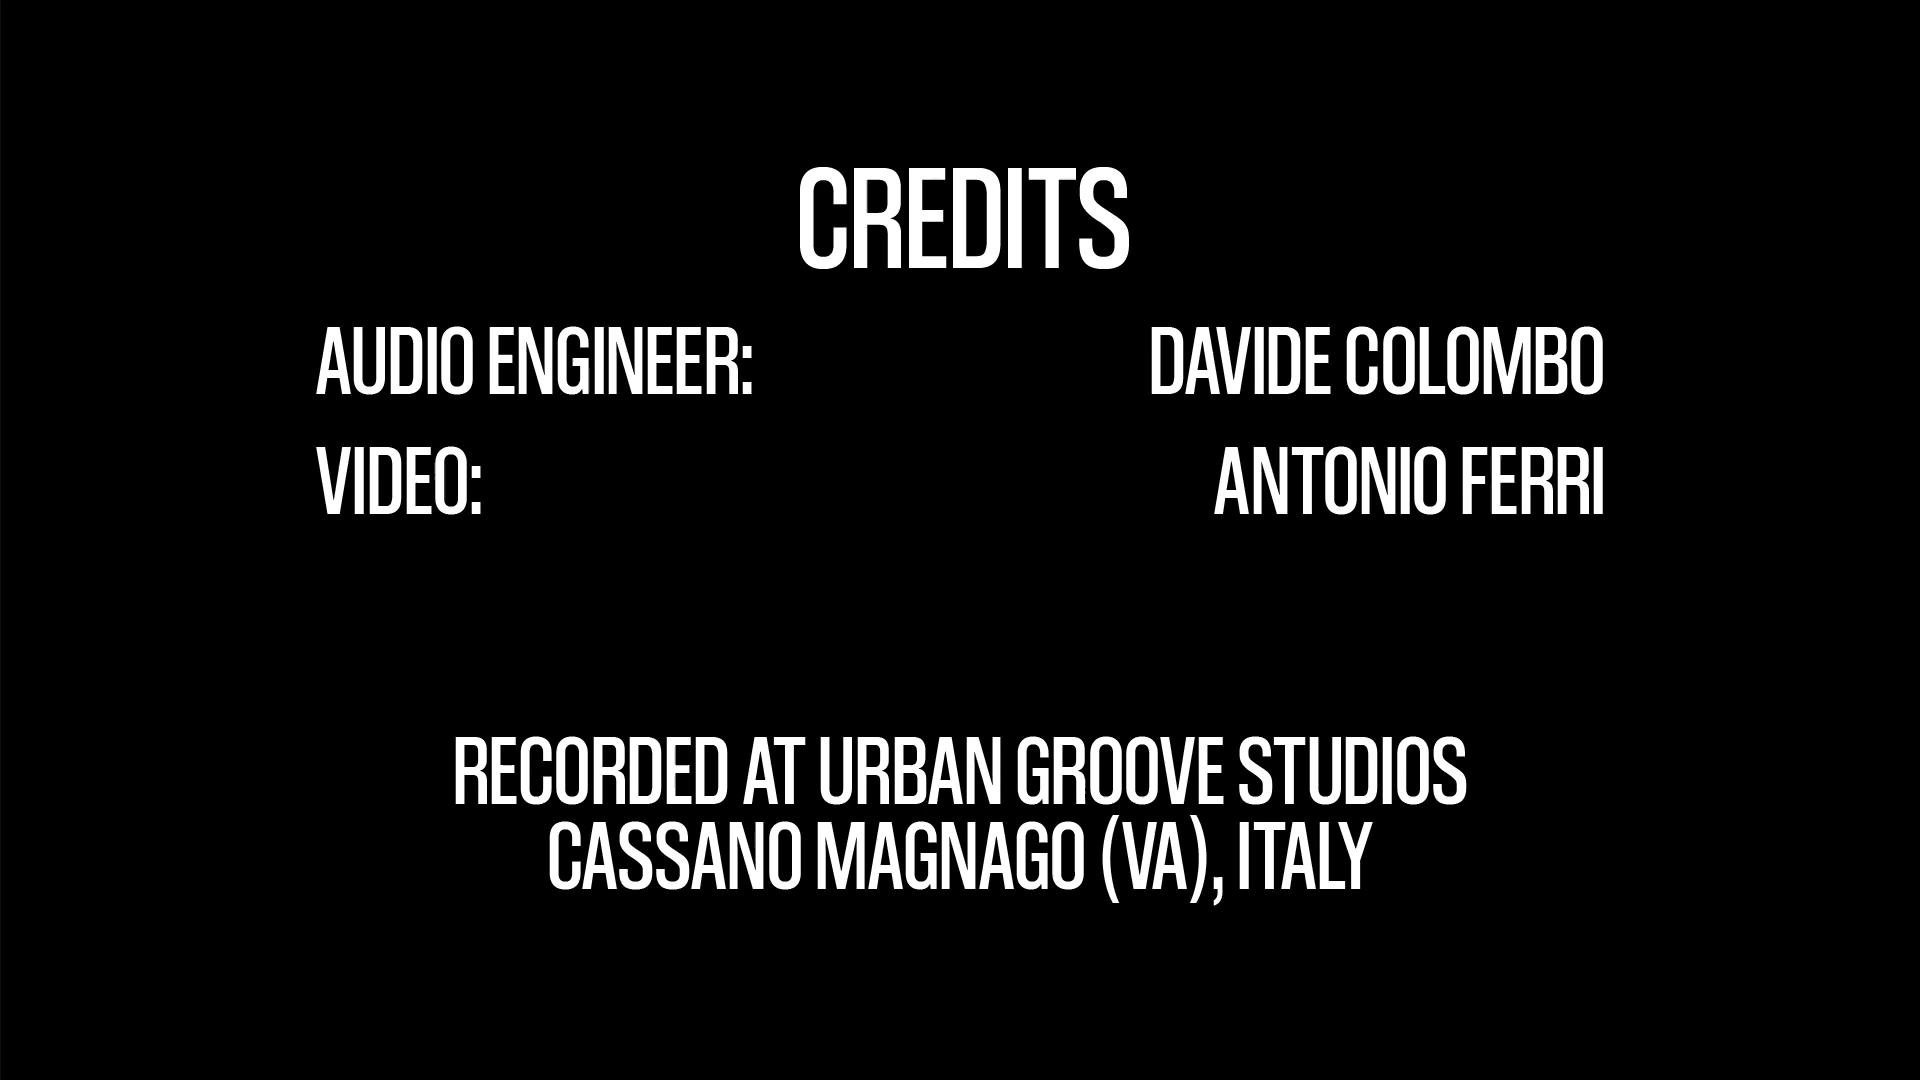 CREDITS
AUDIO ENGINEER: DAVIDE COLOMBO
VIDEO: ANTONIO FERRI
RECORDED AT URBAN GROOVE STUDIOS
CASSANO MAGNAGO (VA), ITALY